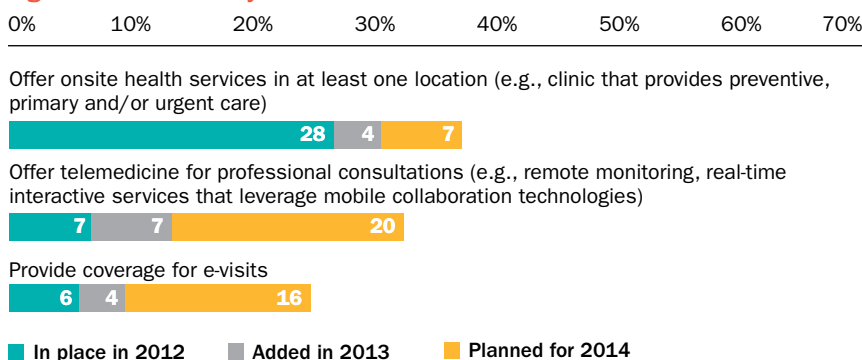 0% 10% 20% 30% 40% 50% 60% 70%
Offer onsite health services in at least one location (e.g., clinic that provides preventive,
primary and/or urgent care)
28 4 7
Offer telemedicine for professional consultations (e.g., remote monitoring, real-time
interactive services that leverage mobile collaboration technologies)
7 7 20
Provide coverage for e-visits
6 4 16
In place in 2012 Added in 2013 Planned for 2014